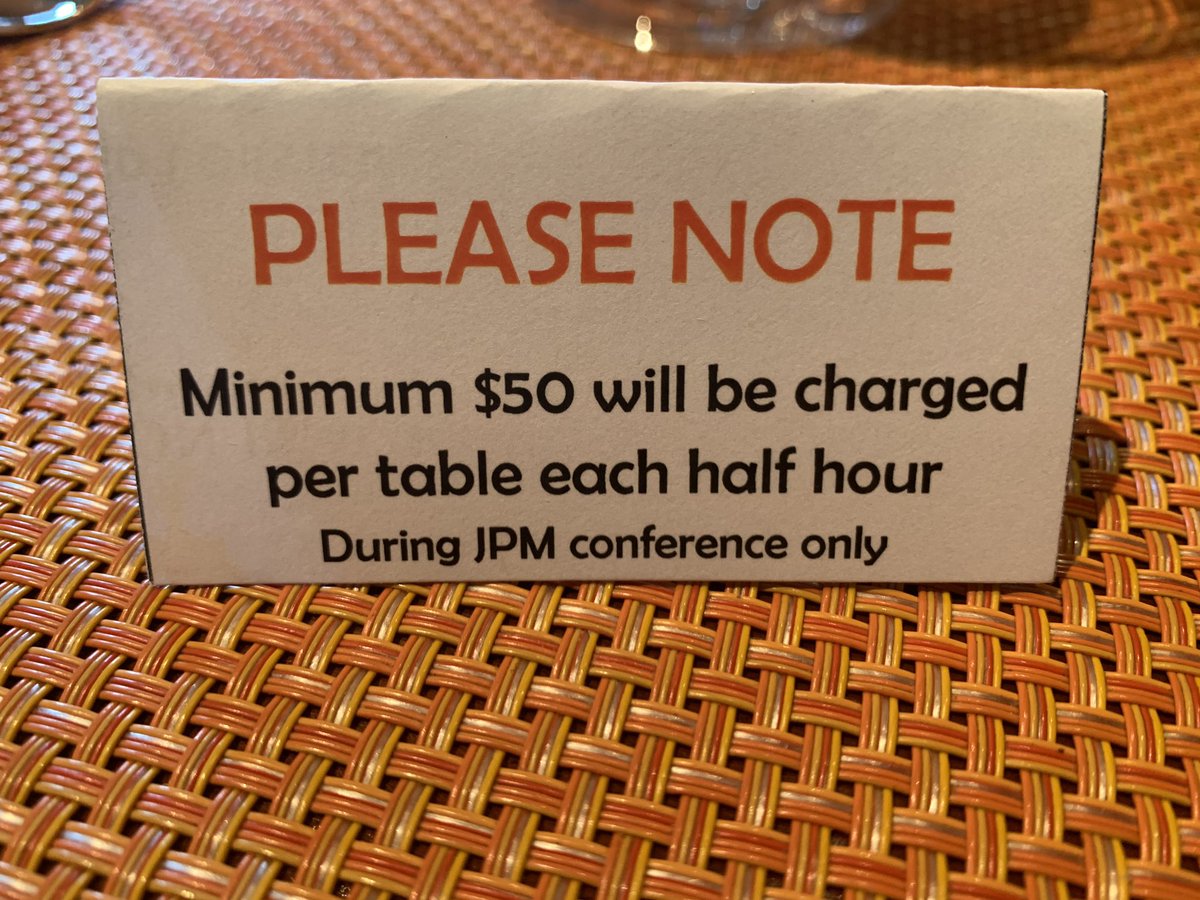 PLEASE NOTE
Minimum $50 will be charged
per table each half hour
During JPM conference only